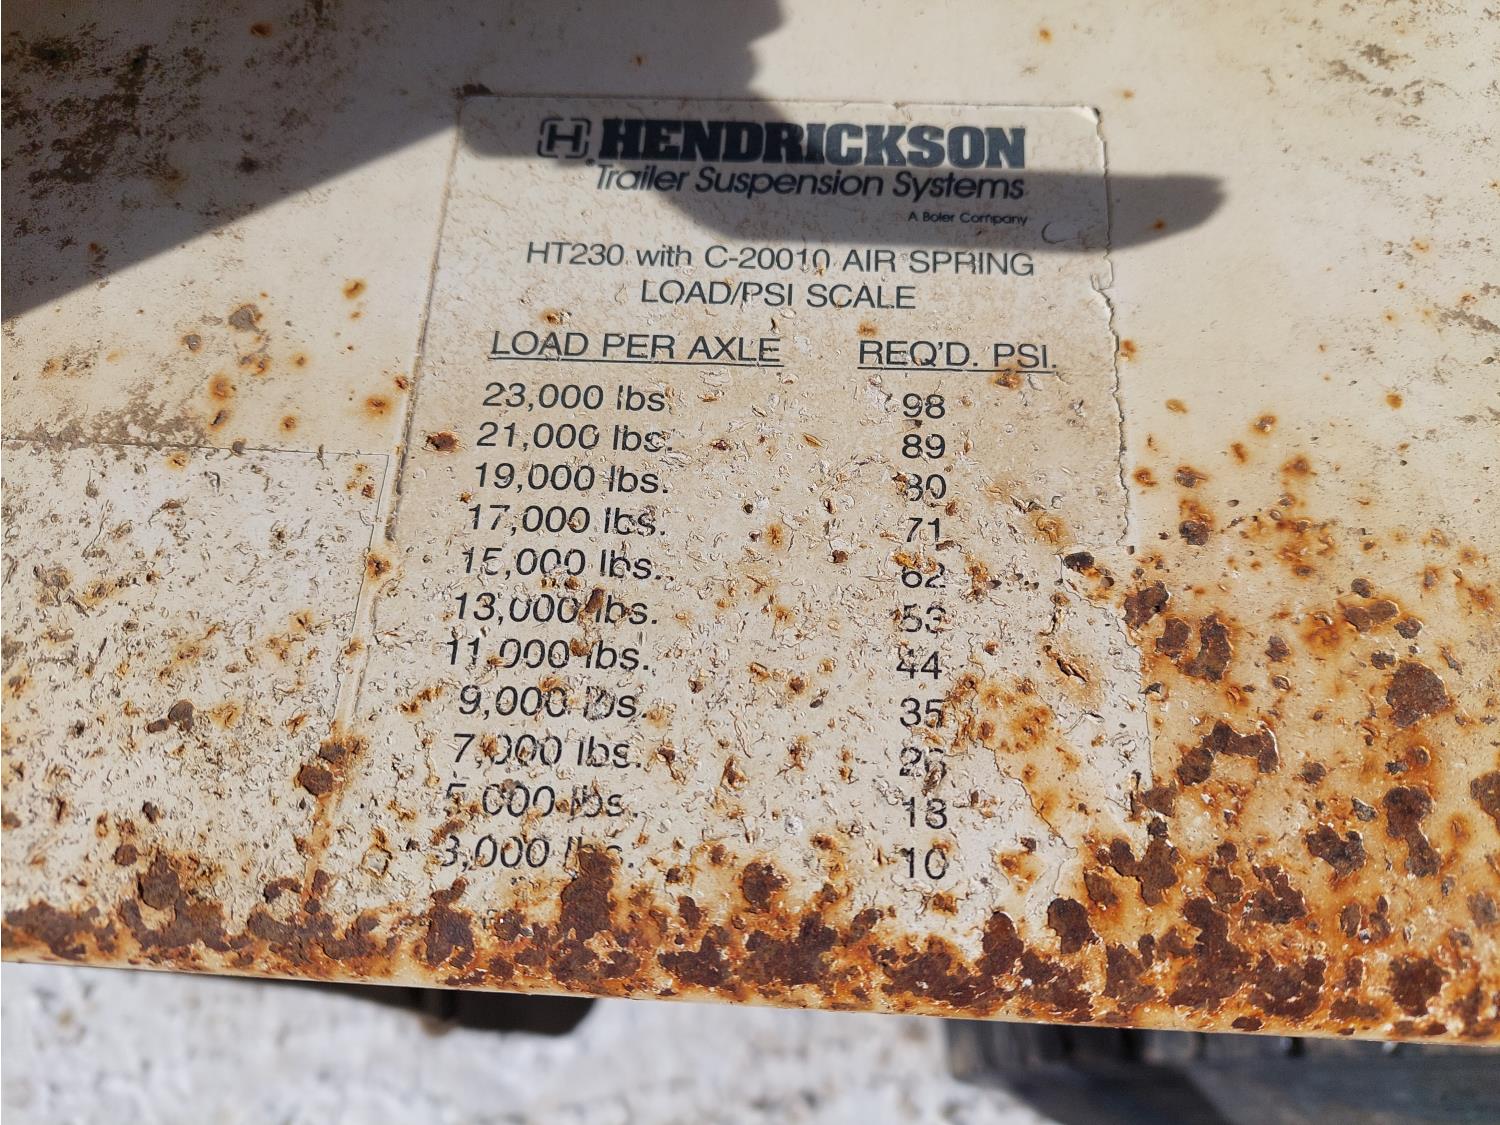 H HENDRICKSON
Trailer Suspension Systems
A Boler Company
HT230 with C-20010 AIR SPRING
LOAD/PSI SCALE
LOAD PER AXLE REQ'D. PSI.
23,000 lbs. 98
21,000 lbs. 89
19,000 lbs. 80
17,000 lbs. 71
15,000 lbs. 62
13,000 lbs. 53
11,000 lbs. 44
9,000 lbs. 35
7,000 lbs. 26
5,000 lbs. 18
3,000 lbs. 10